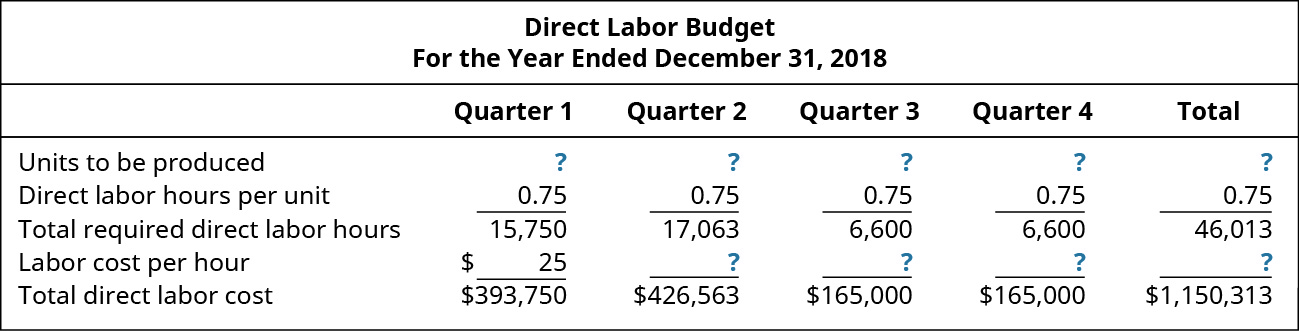 Direct Labor Budget
For the Year Ended December 31, 2018
Quarter 1 Quarter 2 Quarter 3 Quarter 4 Total
Units to be produced ? ? ? ? ?
Direct labor hours per unit 0.75 0.75 0.75 0.75 0.75
Total required direct labor hours 15,750 17,063 6,600 6,600 46,013
Labor cost per hour $ 25 ? ? ? ?
Total direct labor cost $393,750 $426,563 $165,000 $165,000 $1,150,313